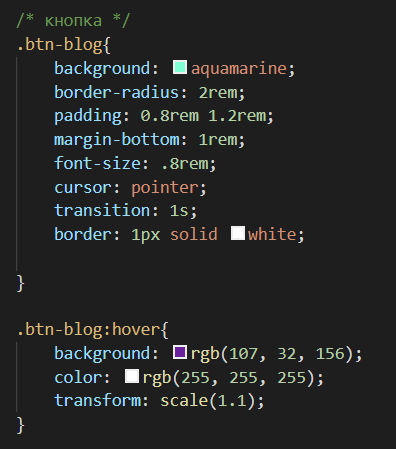 /* кнопка */
.btn-blog{
    background: aquamarine;
    border-radius: 2rem;
    padding: 0.8rem 1.2rem;
    margin-bottom: 1rem;
    font-size: .8rem;
    cursor: pointer;
    transition: 1s;
    border: 1px solid white;

}

.btn-blog:hover{
    background: rgb(107, 32, 156);
    color: rgb(255, 255, 255);
    transform: scale(1.1);
}